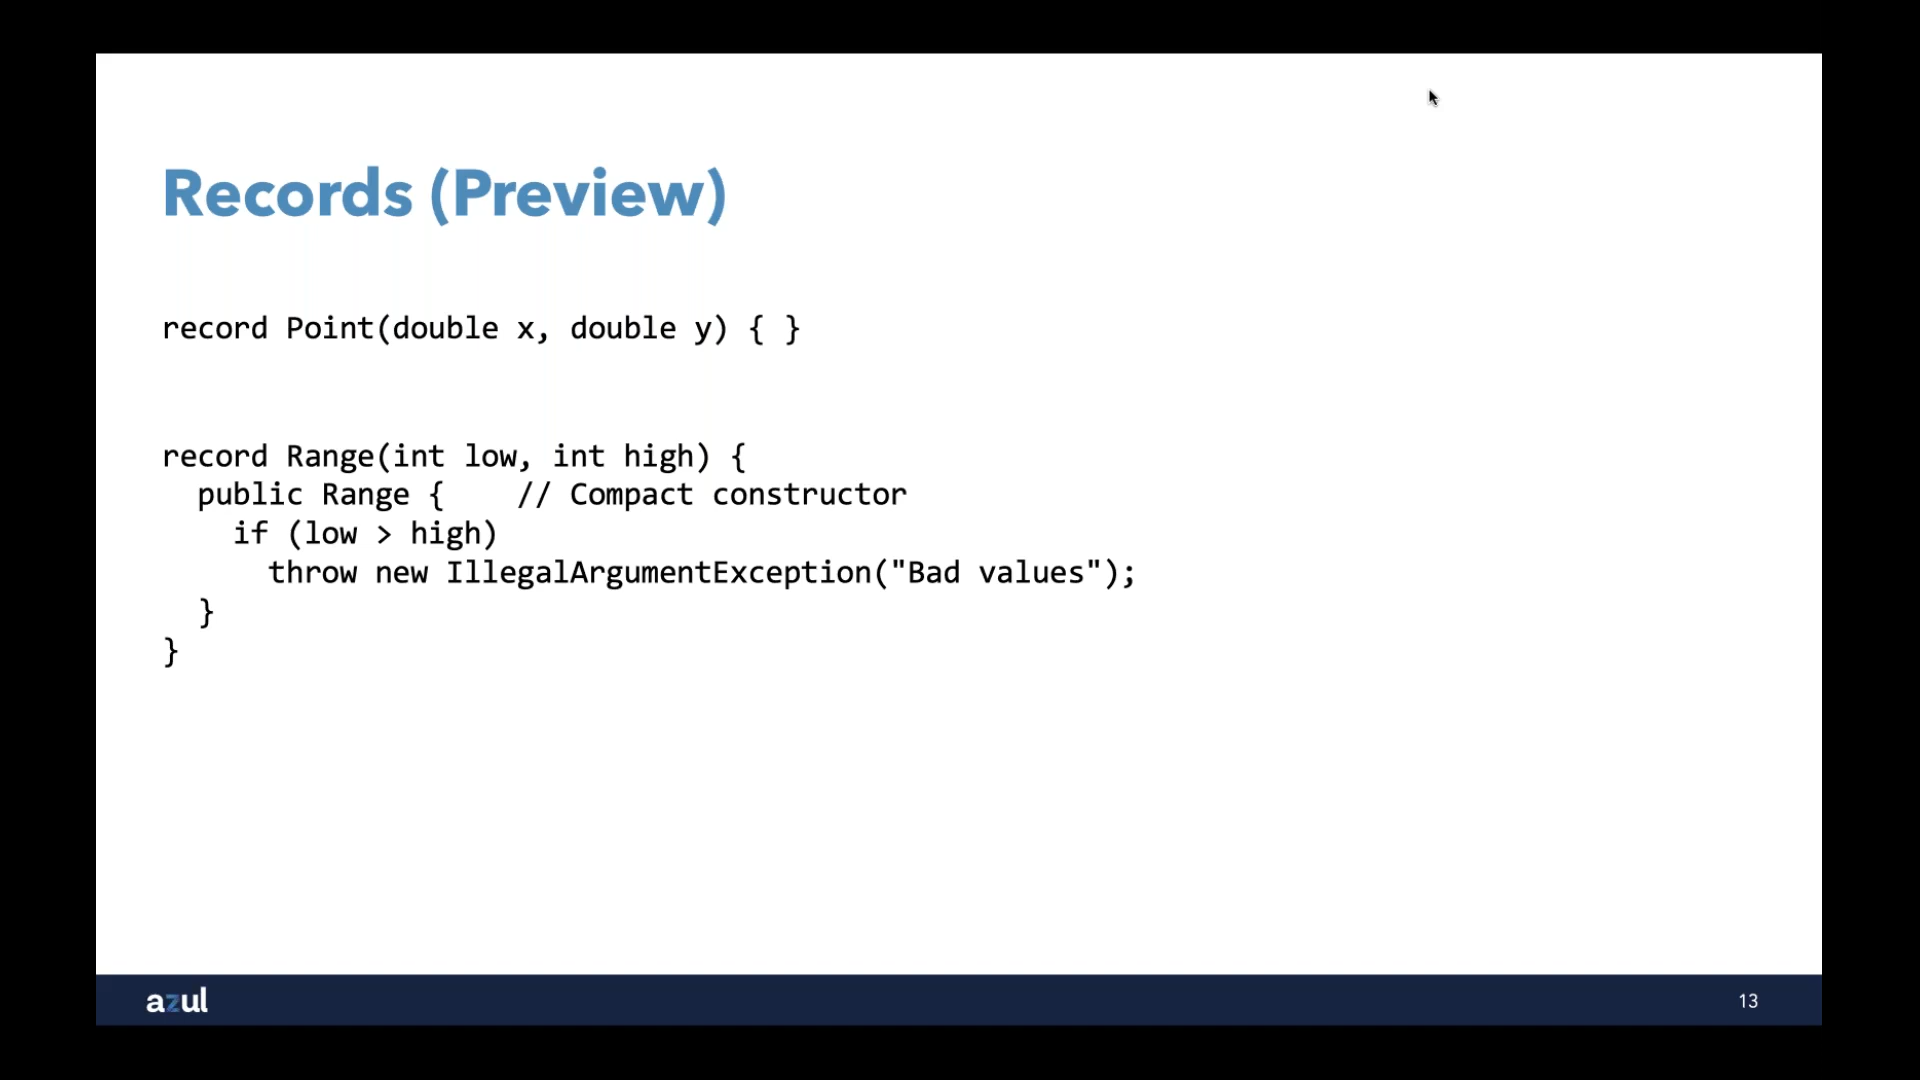 Records (Preview)
record Point(double x, double y) { }
record Range(int low, int high) {
  public Range {    // Compact constructor
    if (low > high)
      throw new IllegalArgumentException("Bad values");
  }
}
azul
13